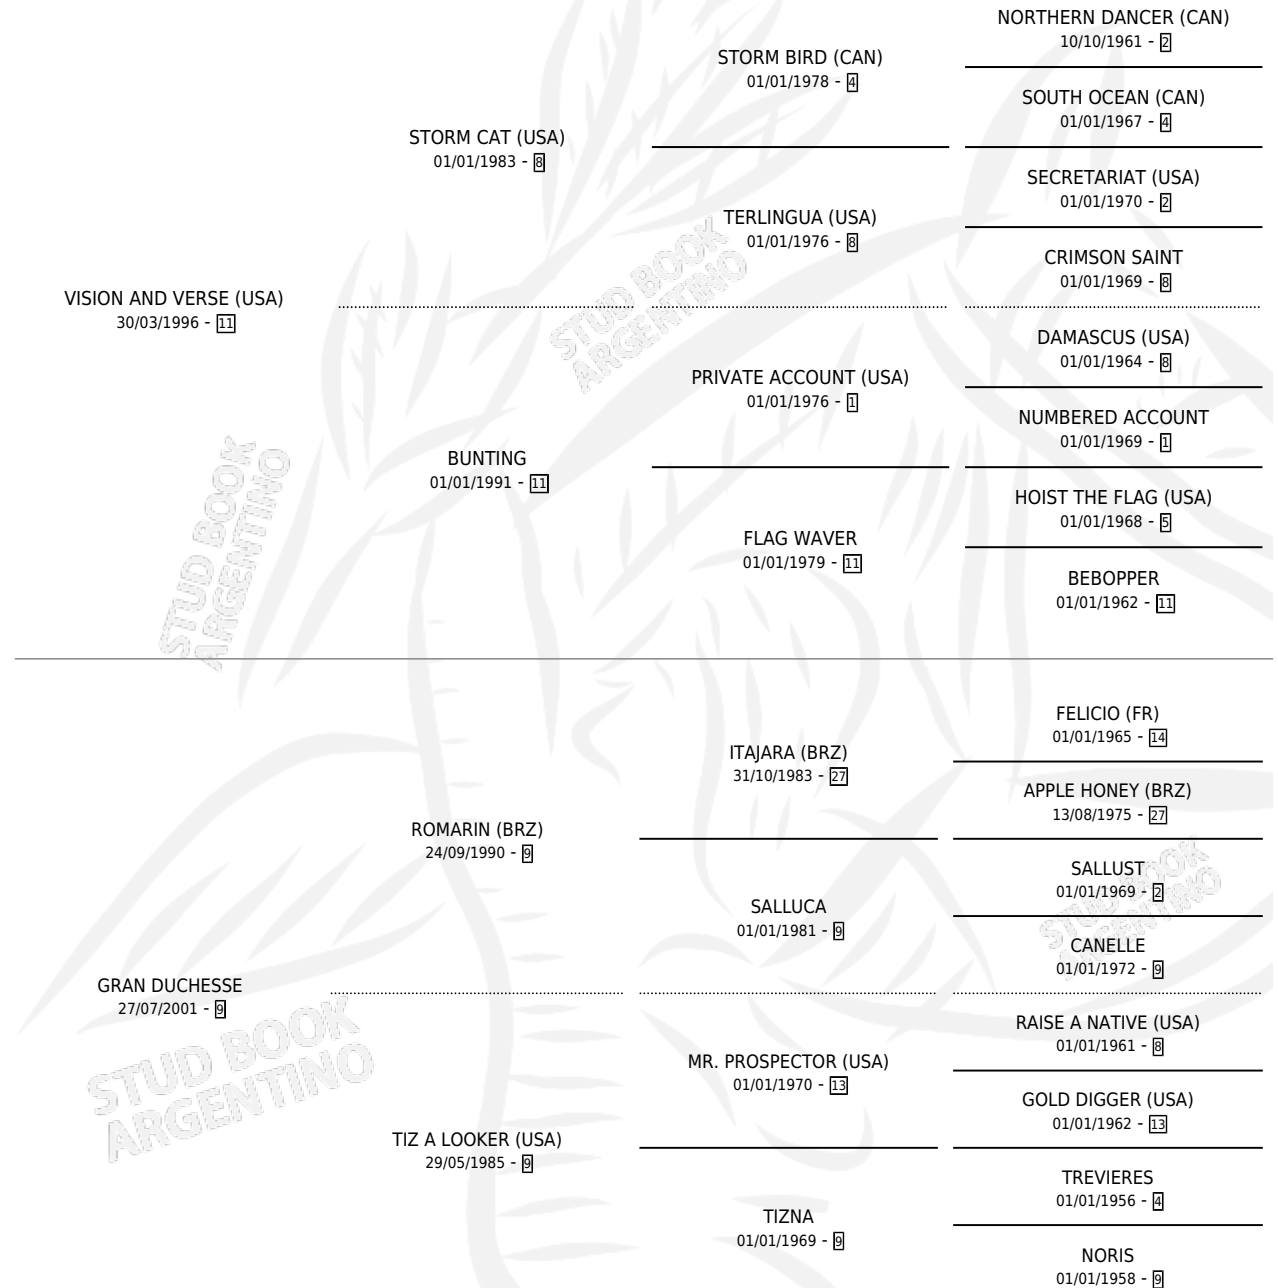 NORTHERN DANCER (CAN)
10/10/1961 - 2
STORM BIRD (CAN)
01/01/1978 - 4
SOUTH OCEAN (CAN)
01/01/1967 - 4
STORM CAT (USA)
01/01/1983 - 8
SECRETARIAT (USA)
01/01/1970 - 2
TERLINGUA (USA)
01/01/1976 - 8
CRIMSON SAINT
01/01/1969 - 8
VISION AND VERSE (USA)
30/03/1996 - 11
DAMASCUS (USA)
01/01/1964 - 8
PRIVATE ACCOUNT (USA)
01/01/1976 - 1
NUMBERED ACCOUNT
01/01/1969 - 1
BUNTING
01/01/1991 - 11
HOIST THE FLAG (USA)
01/01/1968 - 5
FLAG WAVER
01/01/1979 - 11
BEBOPPER
01/01/1962 - 11
FELICIO (FR)
01/01/1965 - 14
ITAJARA (BRZ)
31/10/1983 - 27
APPLE HONEY (BRZ)
13/08/1975 - 27
ROMARIN (BRZ)
24/09/1990 - 9
SALLUST
01/01/1969 - 2
SALLUCA
01/01/1981 - 9
CANELLE
01/01/1972 - 9
GRAN DUCHESSE
27/07/2001 - 9
RAISE A NATIVE (USA)
01/01/1961 - 8
MR. PROSPECTOR (USA)
01/01/1970 - 13
GOLD DIGGER (USA)
01/01/1962 - 13
TIZ A LOOKER (USA)
29/05/1985 - 9
TREVIERES
01/01/1956 - 4
TIZNA
01/01/1969 - 9
NORIS
01/01/1958 - 9
STUD BOOK
ARGENTINO
STUD BOOK
ARGENTINO
STUD BOOK
ARGENTINO
STUD BOOK
ARGENTINO